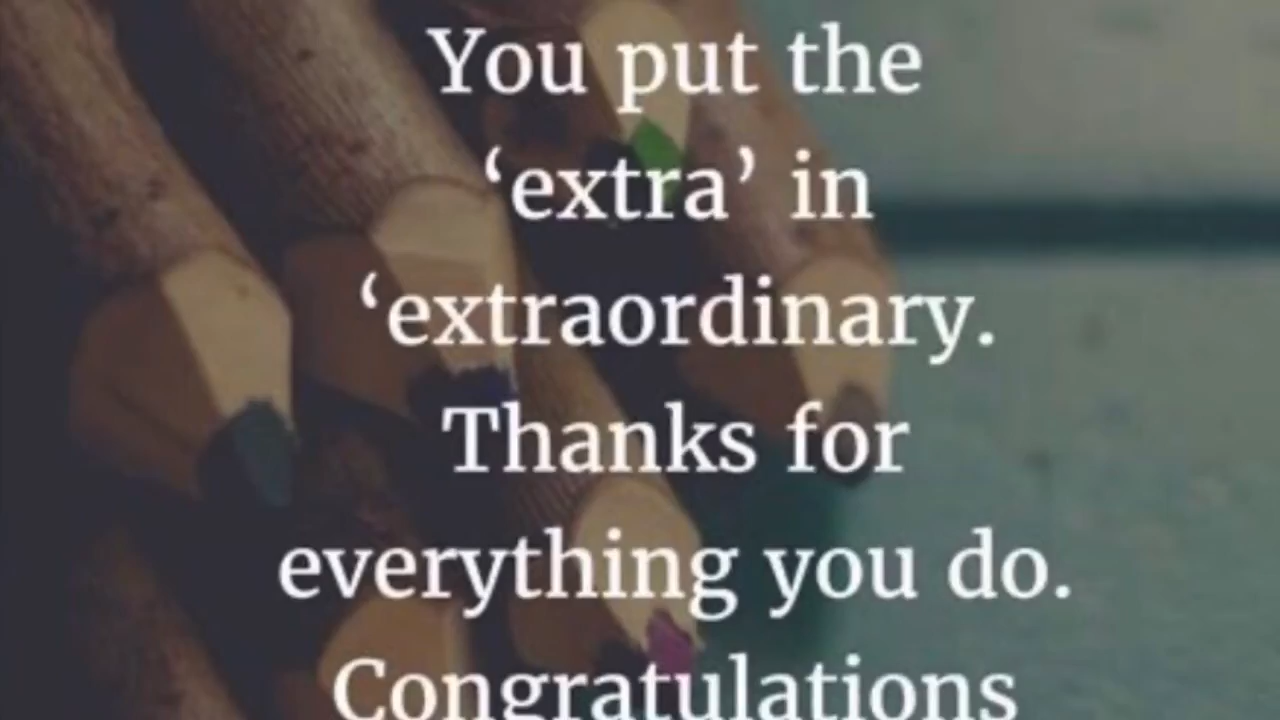 You put the
‘extra’ in
‘extraordinary.
Thanks for
everything you do.
Congratulations